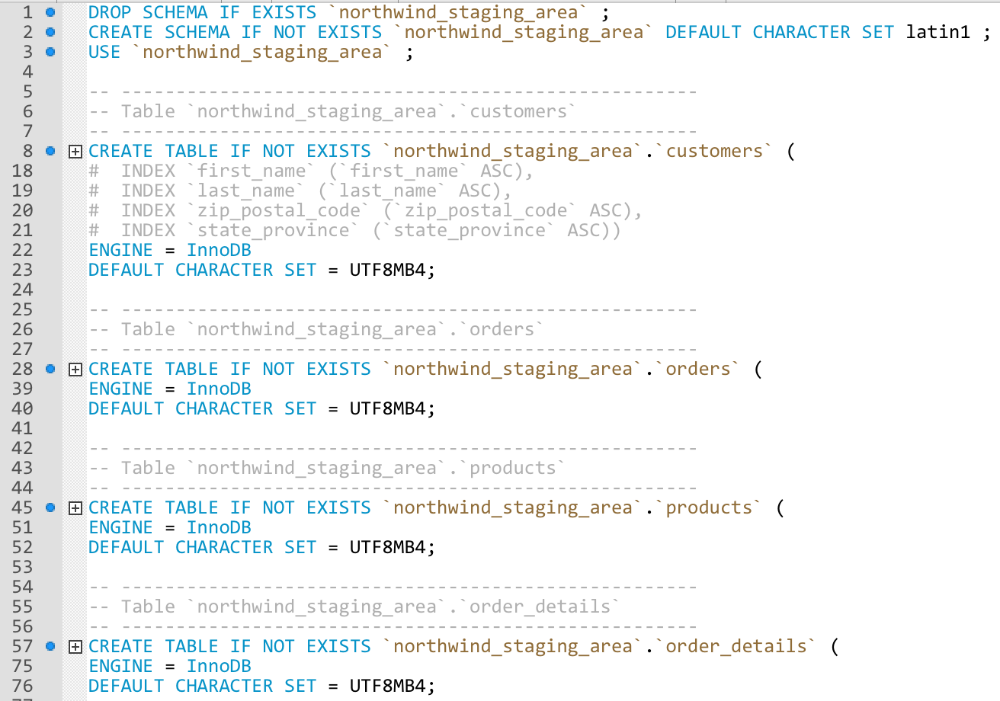 1 DROP SCHEMA IF EXISTS `northwind_staging_area` ;
2 CREATE SCHEMA IF NOT EXISTS `northwind_staging_area` DEFAULT CHARACTER SET latin1 ;
3 USE `northwind_staging_area` ;
4
5 -- -----------------------------------------------------
6 -- Table `northwind_staging_area`.`customers`
7 -- -----------------------------------------------------
8 CREATE TABLE IF NOT EXISTS `northwind_staging_area`.`customers` (
18 #  INDEX `first_name` (`first_name` ASC),
19 #  INDEX `last_name` (`last_name` ASC),
20 #  INDEX `zip_postal_code` (`zip_postal_code` ASC),
21 #  INDEX `state_province` (`state_province` ASC))
22 ENGINE = InnoDB
23 DEFAULT CHARACTER SET = UTF8MB4;
24
25 -- -----------------------------------------------------
26 -- Table `northwind_staging_area`.`orders`
27 -- -----------------------------------------------------
28 CREATE TABLE IF NOT EXISTS `northwind_staging_area`.`orders` (
39 ENGINE = InnoDB
40 DEFAULT CHARACTER SET = UTF8MB4;
41
42 -- -----------------------------------------------------
43 -- Table `northwind_staging_area`.`products`
44 -- -----------------------------------------------------
45 CREATE TABLE IF NOT EXISTS `northwind_staging_area`.`products` (
51 ENGINE = InnoDB
52 DEFAULT CHARACTER SET = UTF8MB4;
53
54 -- -----------------------------------------------------
55 -- Table `northwind_staging_area`.`order_details`
56 -- -----------------------------------------------------
57 CREATE TABLE IF NOT EXISTS `northwind_staging_area`.`order_details` (
75 ENGINE = InnoDB
76 DEFAULT CHARACTER SET = UTF8MB4;